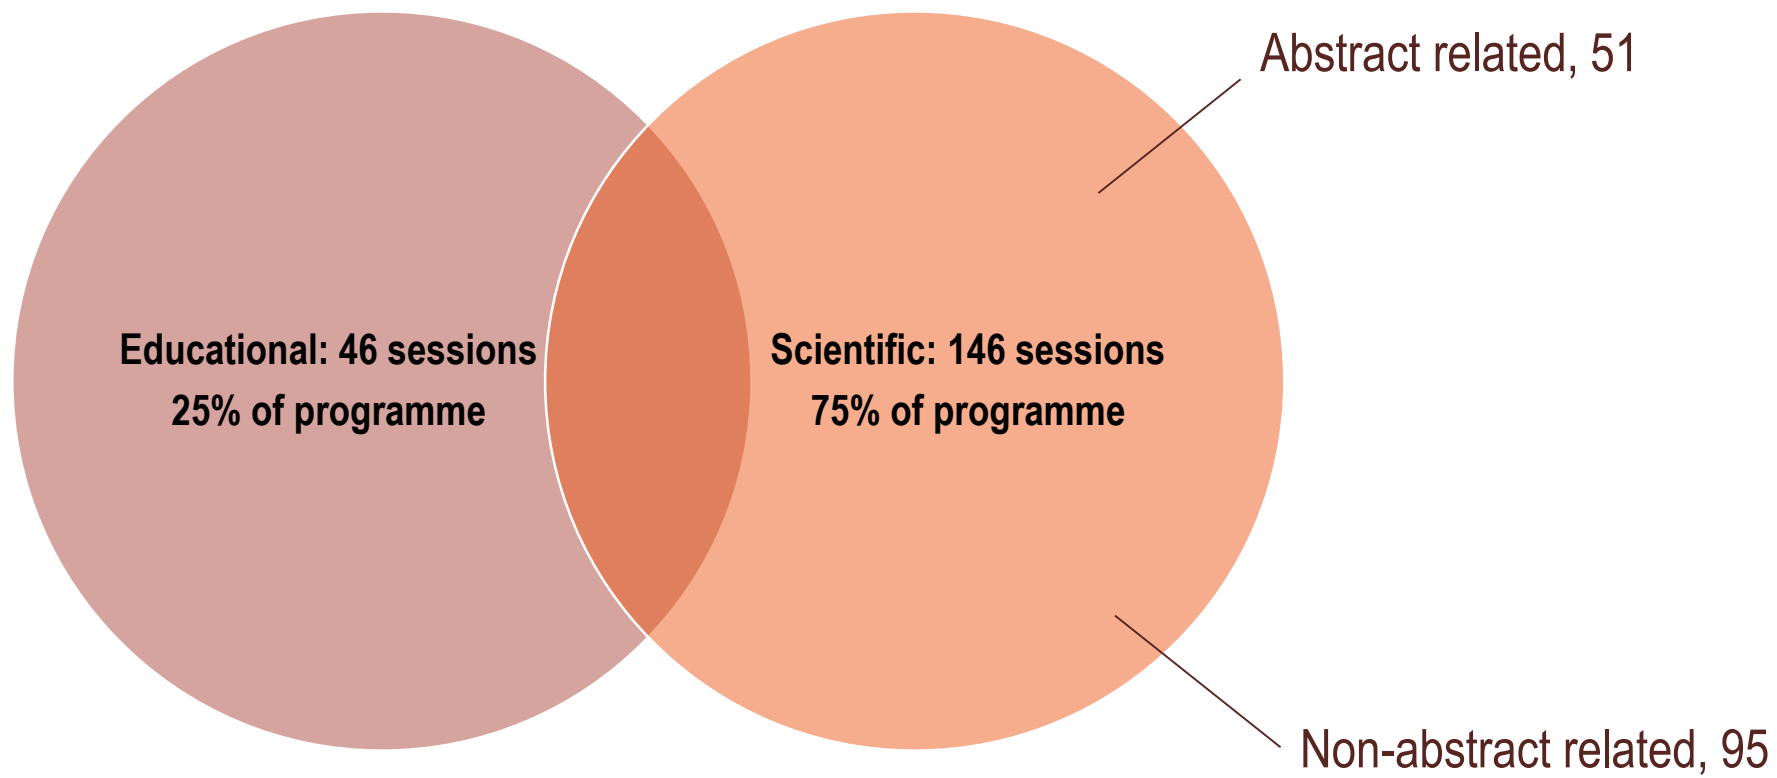 Abstract related, 51
Educational: 46 sessions
25% of programme
Scientific: 146 sessions
75% of programme
Non-abstract related, 95